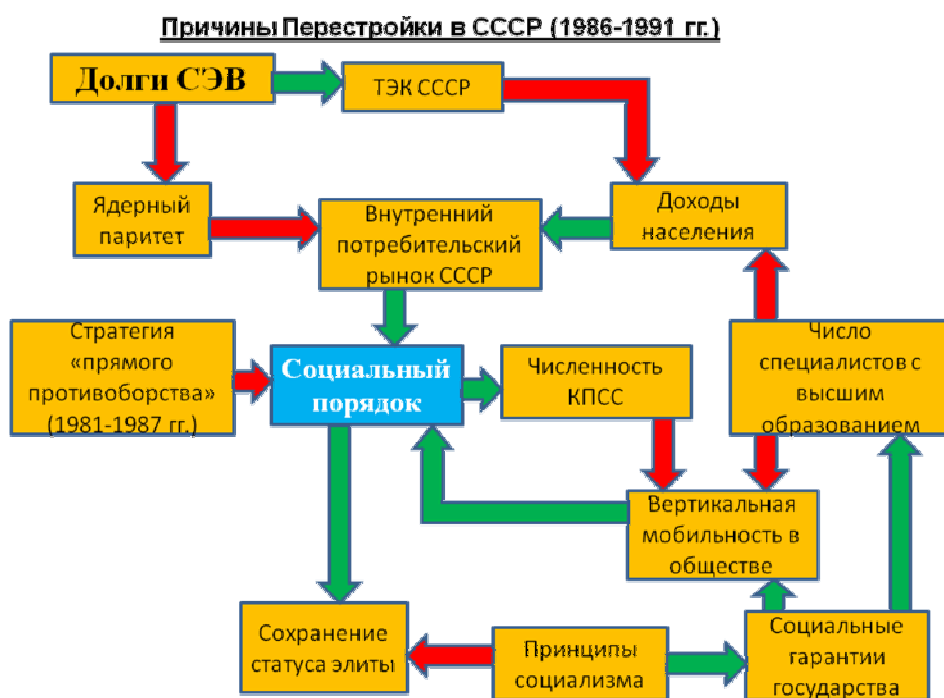 Причины Перестройки в СССР (1986-1991 гг.)
Долги СЭВ
ТЭК СССР
Ядерный
паритет
Внутренний
потребительский
рынок СССР
Доходы
населения
Стратегия
«прямого
противоборства»
(1981-1987 гг.)
Социальный
порядок
Численность
КПСС
Число
специалистов с
высшим
образованием
Вертикальная
мобильность в
обществе
Сохранение
статуса элиты
Принципы
социализма
Социальные
гарантии
государства